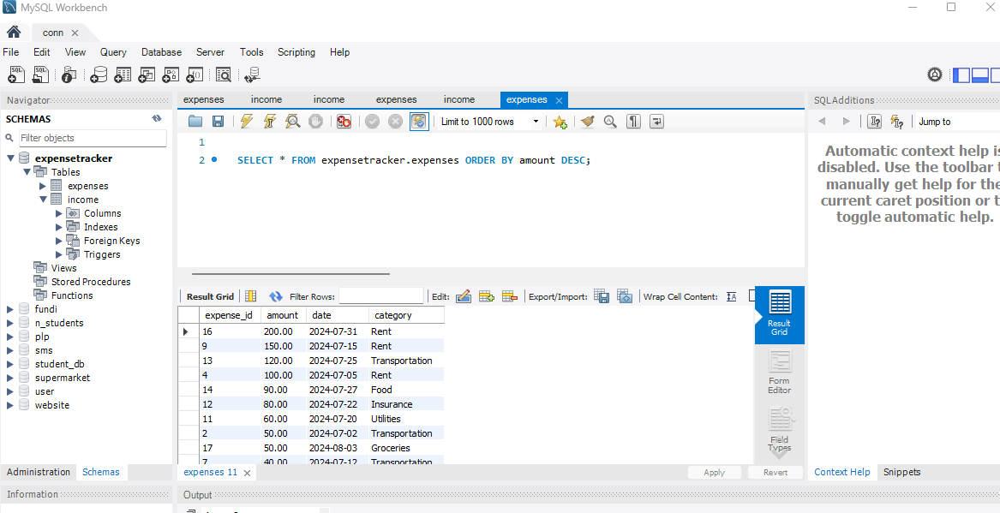 MySQL Workbench
conn
File Edit View Query Database Server Tools Scripting Help
Navigator
SCHEMAS
Filter objects
expensetracker
Tables
expenses
income
Columns
Indexes
Foreign Keys
Triggers
Views
Stored Procedures
Functions
fundi
n_students
plp
sms
student_db
supermarket
user
website
Administration Schemas
Information
expenses income income expenses income expenses
Limit to 1000 rows
1
2 SELECT * FROM expensetracker.expenses ORDER BY amount DESC;
Result Grid Filter Rows: Edit: Export/Import: Wrap Cell Content:
expense_id amount date category
16 200.00 2024-07-31 Rent
9 150.00 2024-07-15 Rent
13 120.00 2024-07-25 Transportation
4 100.00 2024-07-05 Rent
14 90.00 2024-07-27 Food
12 80.00 2024-07-22 Insurance
11 60.00 2024-07-20 Utilities
2 50.00 2024-07-02 Transportation
17 50.00 2024-08-03 Groceries
7 40.00 2024-07-12 Transportation
Result
Grid
Form
Editor
Field
Types
expenses 11 Apply Revert
Output
SQLAdditions
Jump to
Automatic context help is
disabled. Use the toolbar
manually get help for the
current caret position or
toggle automatic help.
Context Help Snippets